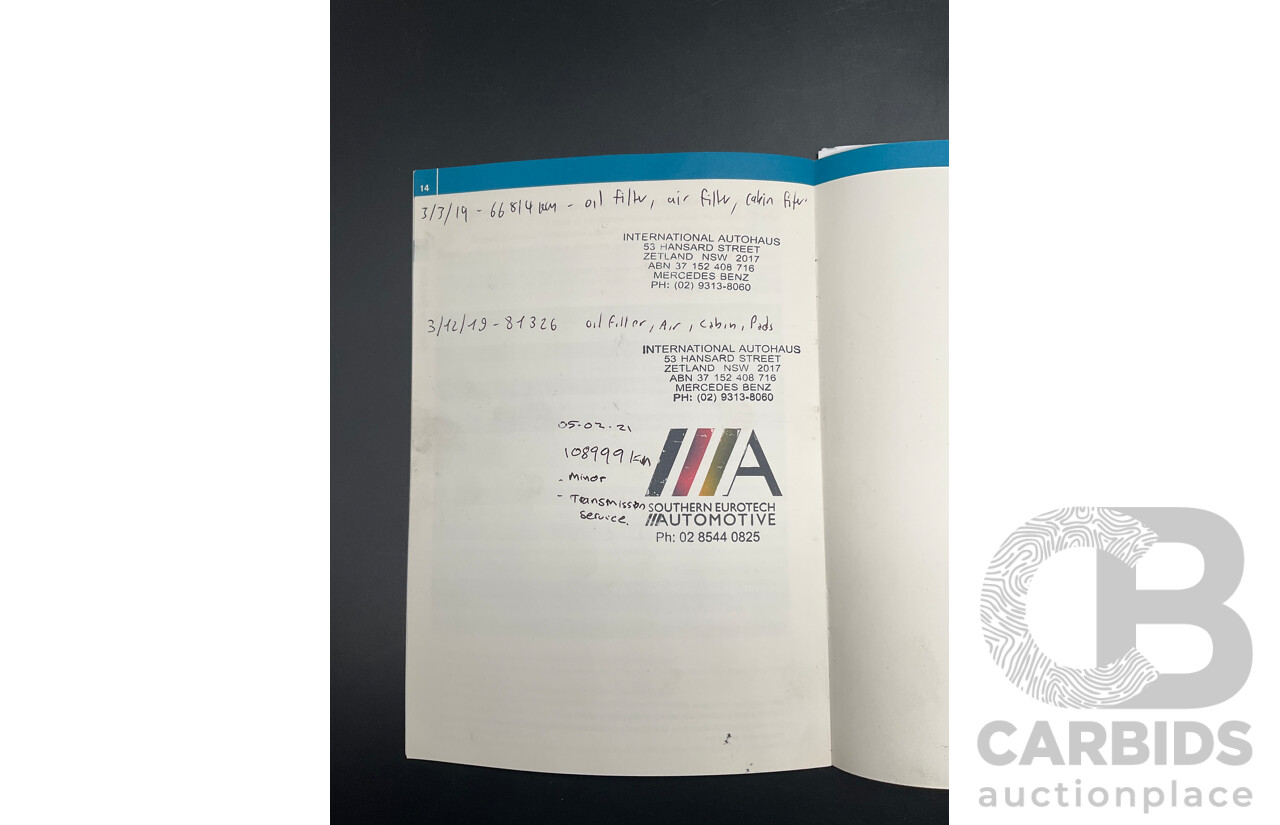 14
3/3/19 - 66814 km - oil filter, air filter, cabin filter.
INTERNATIONAL AUTOHAUS
53 HANSARD STREET
ZETLAND NSW 2017
ABN 37 152 408 716
MERCEDES BENZ
PH: (02) 9313-8060
3/12/19 - 81326 oil filter, Air, Cabin, Pads
INTERNATIONAL AUTOHAUS
53 HANSARD STREET
ZETLAND NSW 2017
ABN 37 152 408 716
MERCEDES BENZ
PH: (02) 9313-8060
05-02-21
108999 km
- minor
- Transmission
service.
A
SOUTHERN EUROTECH
//AUTOMOTIVE
Ph: 02 8544 0825
CB
CARBIDS
auctionplace